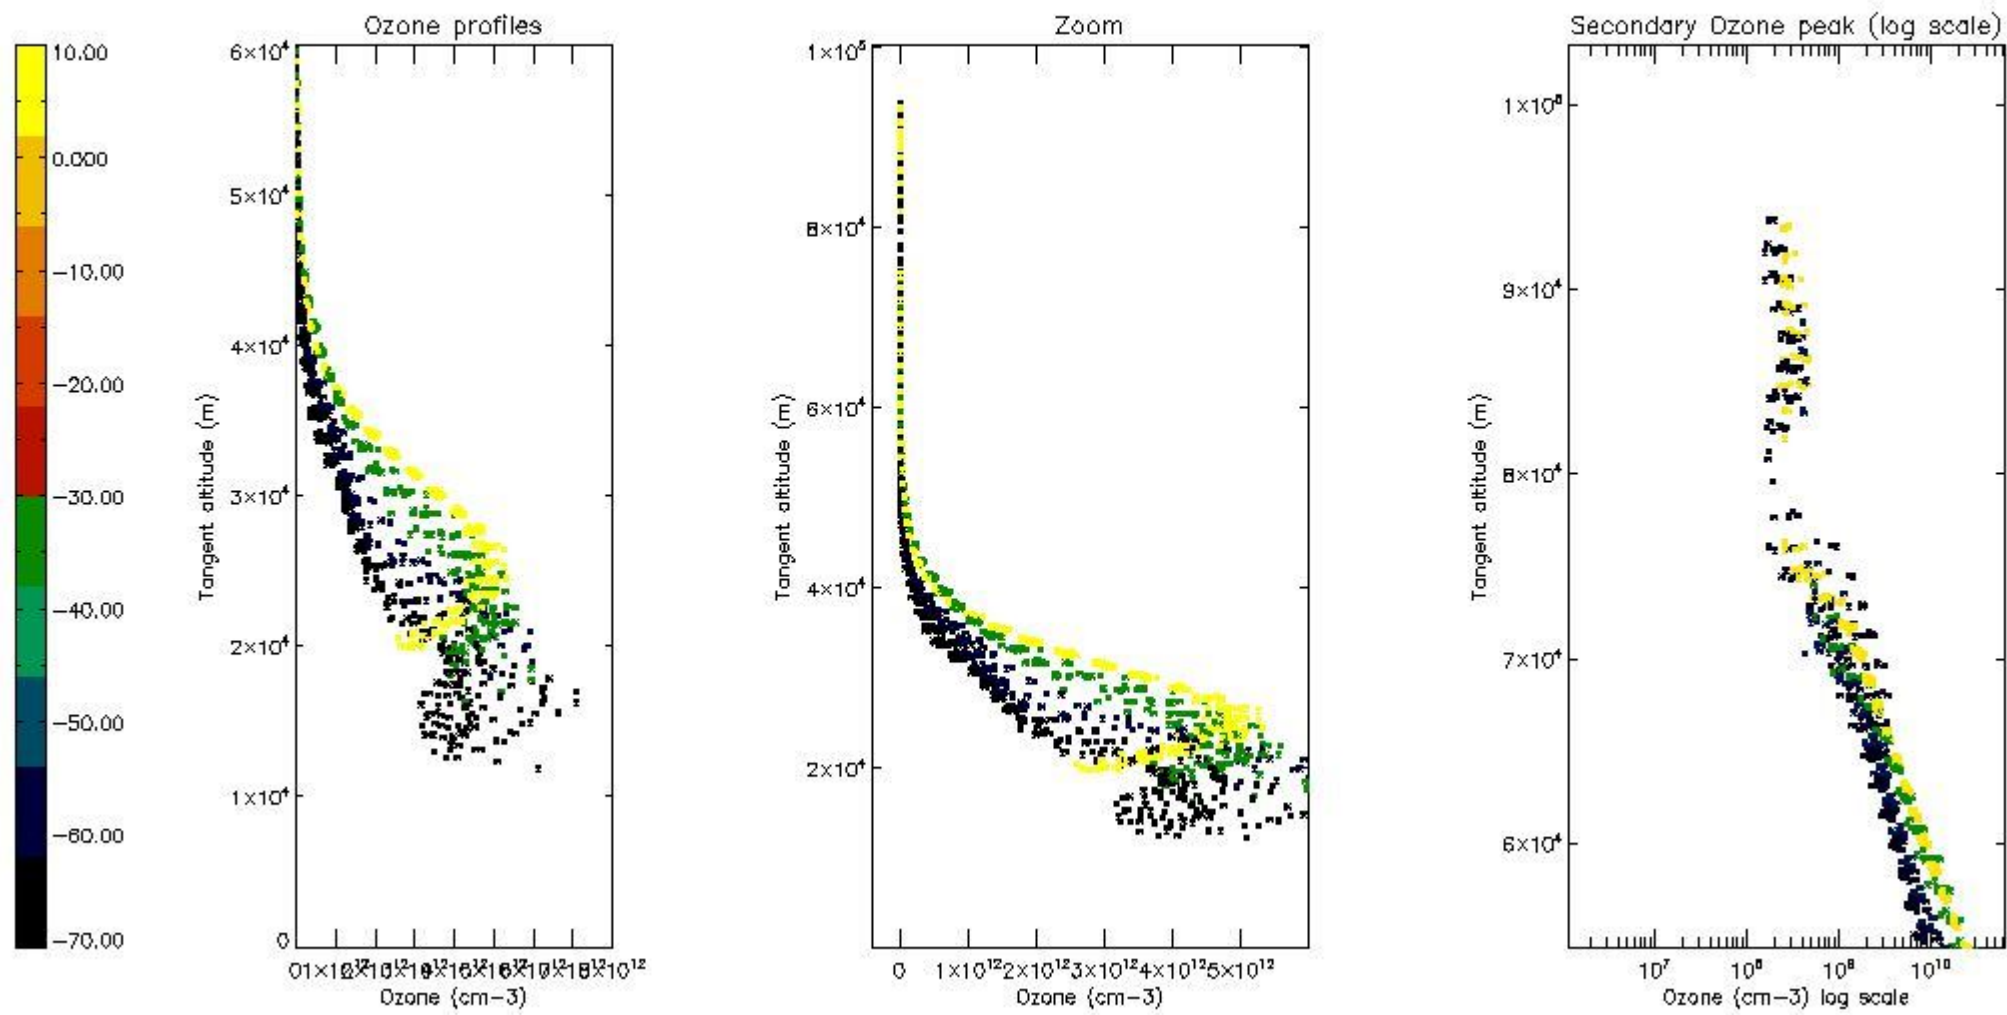 Ozone profiles
Zoom
Secondary Ozone peak (log scale)
10.00
0.000
−10.00
−20.00
−30.00
−40.00
−50.00
−60.00
−70.00
6×10⁴
5×10⁴
4×10⁴
3×10⁴
2×10⁴
1×10⁴
0
Tangent altitude (m)
Ozone (cm−3)
1×10⁵
8×10⁴
6×10⁴
4×10⁴
2×10⁴
Tangent altitude (m)
0 1×10¹² 2×10¹² 3×10¹² 4×10¹² 5×10¹²
Ozone (cm−3)
9×10⁴
8×10⁴
7×10⁴
6×10⁴
Tangent altitude (m)
10⁷ 10⁸ 10⁹ 10¹⁰
Ozone (cm−3) log scale